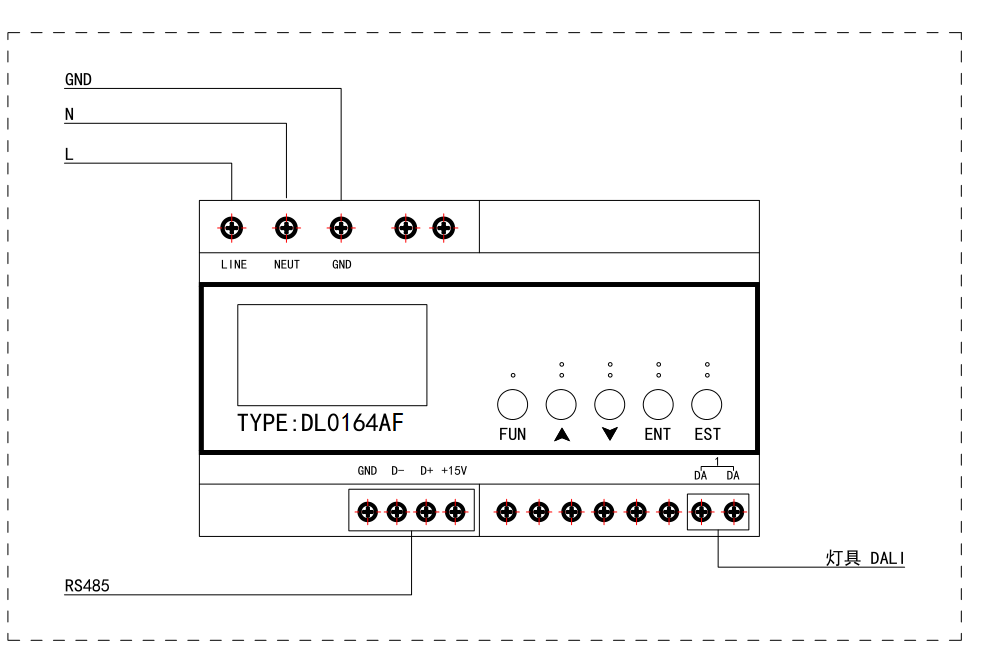 GND
N
L
LINE NEUT GND
TYPE:DL0164AF
FUN ENT EST
GND D- D+ +15V
1
DA DA
灯具 DALI
RS485